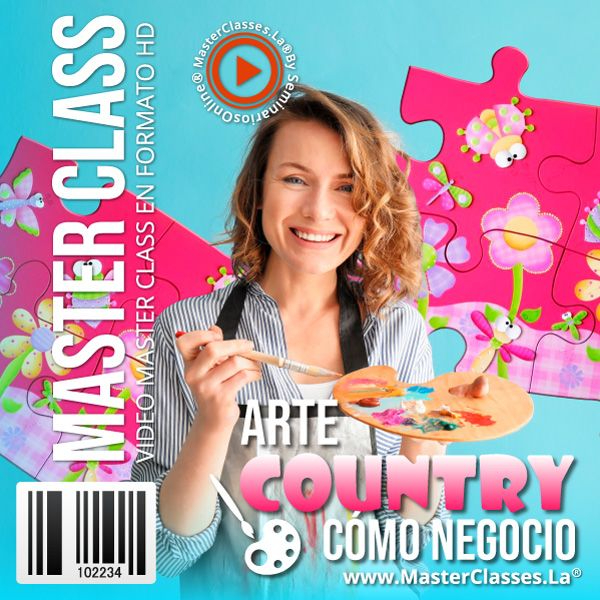 MasterClasses.La® By SeminariosOnline®
MASTER CLASS
VIDEO MASTER CLASS EN FORMATO HD
ARTE
COUNTRY
CÓMO NEGOCIO
www.MasterClasses.La®
102234